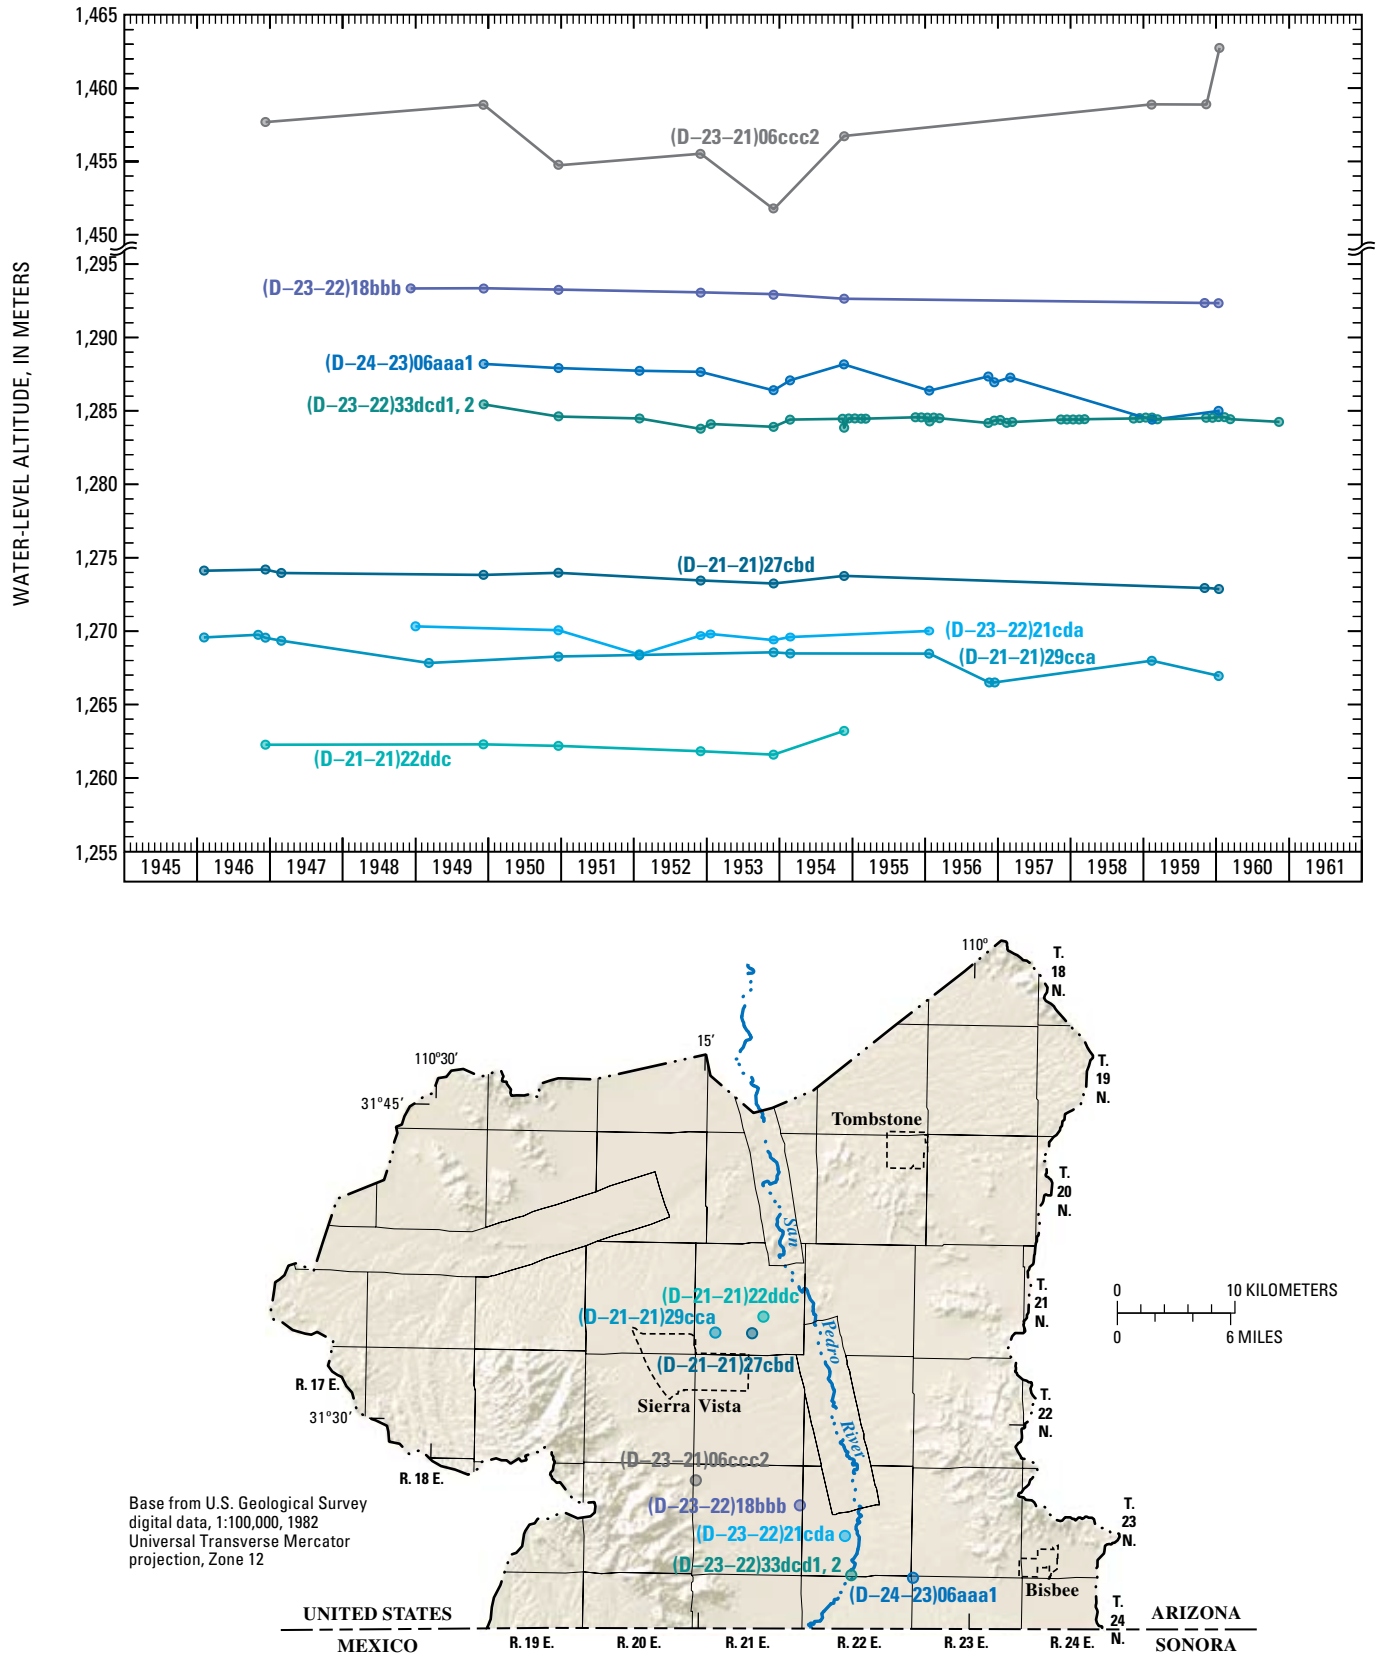 1,465
1,460
1,455
1,450
1,295
1,290
1,285
1,280
1,275
1,270
1,265
1,260
1,255
WATER-LEVEL ALTITUDE, IN METERS
(D–23–21)06ccc2
(D–23–22)18bbb
(D–24–23)06aaa1
(D–23–22)33dcd1, 2
(D–21–21)27cbd
(D–23–22)21cda
(D–21–21)29cca
(D–21–21)22ddc
1945 1946 1947 1948 1949 1950 1951 1952 1953 1954 1955 1956 1957 1958 1959 1960 1961
110º
T.
18
N.
15′
110º30′
T.
19
N.
31º45′
Tombstone
T.
20
N.
San
T.
21
N.
0 10 KILOMETERS
0 6 MILES
(D–21–21)22ddc
(D–21–21)29cca
Pedro
(D–21–21)27cbd
R. 17 E.
Sierra Vista
T.
22
N.
31º30′
River
(D–23–21)06ccc2
R. 18 E.
Base from U.S. Geological Survey
digital data, 1:100,000, 1982
Universal Transverse Mercator
projection, Zone 12
(D–23–22)18bbb
T.
23
N.
(D–23–22)21cda
(D–23–22)33dcd1, 2
(D–24–23)06aaa1
Bisbee
T.
24
N.
UNITED STATES
ARIZONA
MEXICO
R. 19 E. R. 20 E. R. 21 E. R. 22 E. R. 23 E. R. 24 E.
SONORA